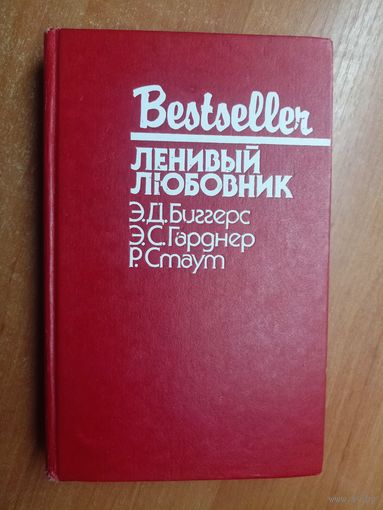 Bestseller
ЛЕНИВЫЙ
ЛЮБОВНИК
Э.Д.Биггерс
Э.С.Гарднер
Р.Стаут